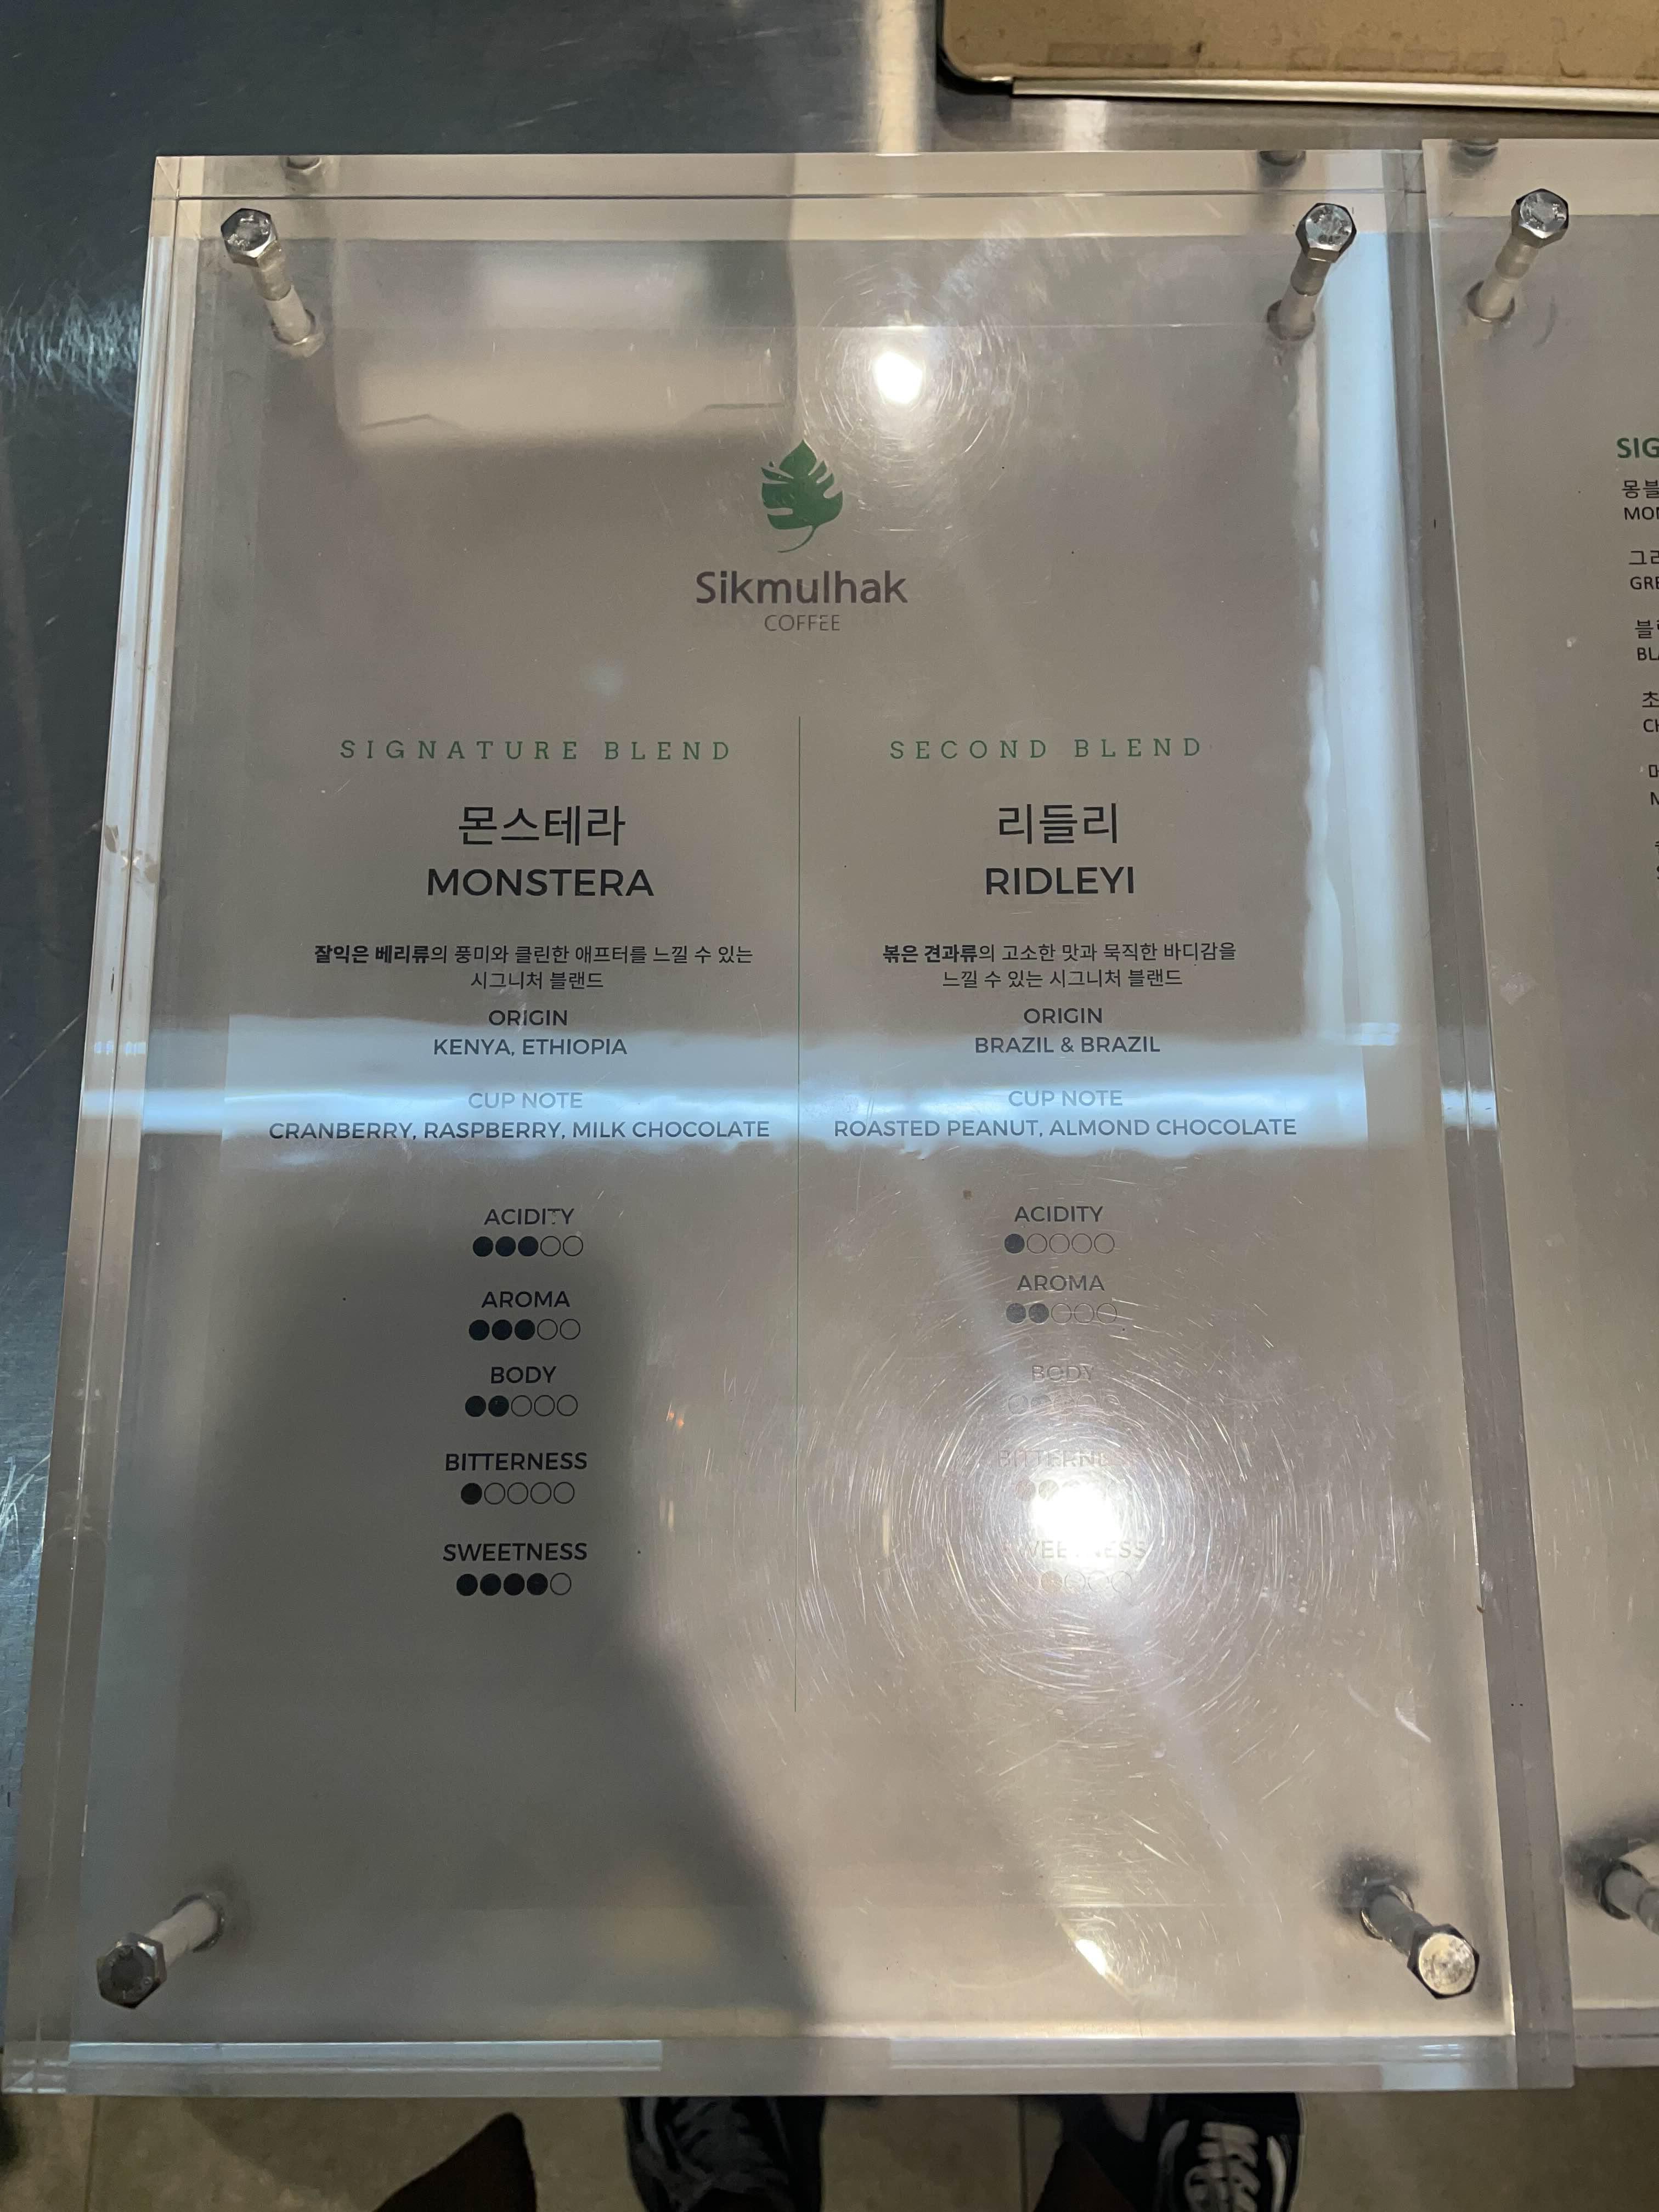 Sikmulhak
COFFEE
SIGNATURE BLEND
몬스테라
MONSTERA
잘익은 베리류의 풍미와 클린한 애프터를 느낄 수 있는
시그니처 블랜드
ORIGIN
KENYA, ETHIOPIA
CUP NOTE
CRANBERRY, RASPBERRY, MILK CHOCOLATE
ACIDITY
●●●○○
AROMA
●●●○○
BODY
●●○○○
BITTERNESS
●○○○○
SWEETNESS
●●●●○
SECOND BLEND
리들리
RIDLEYI
볶은 견과류의 고소한 맛과 묵직한 바디감을
느낄 수 있는 시그니처 블랜드
ORIGIN
BRAZIL & BRAZIL
CUP NOTE
ROASTED PEANUT, ALMOND CHOCOLATE
ACIDITY
●○○○○
AROMA
●●○○○
BODY
BITTERNESS
SWEETNESS